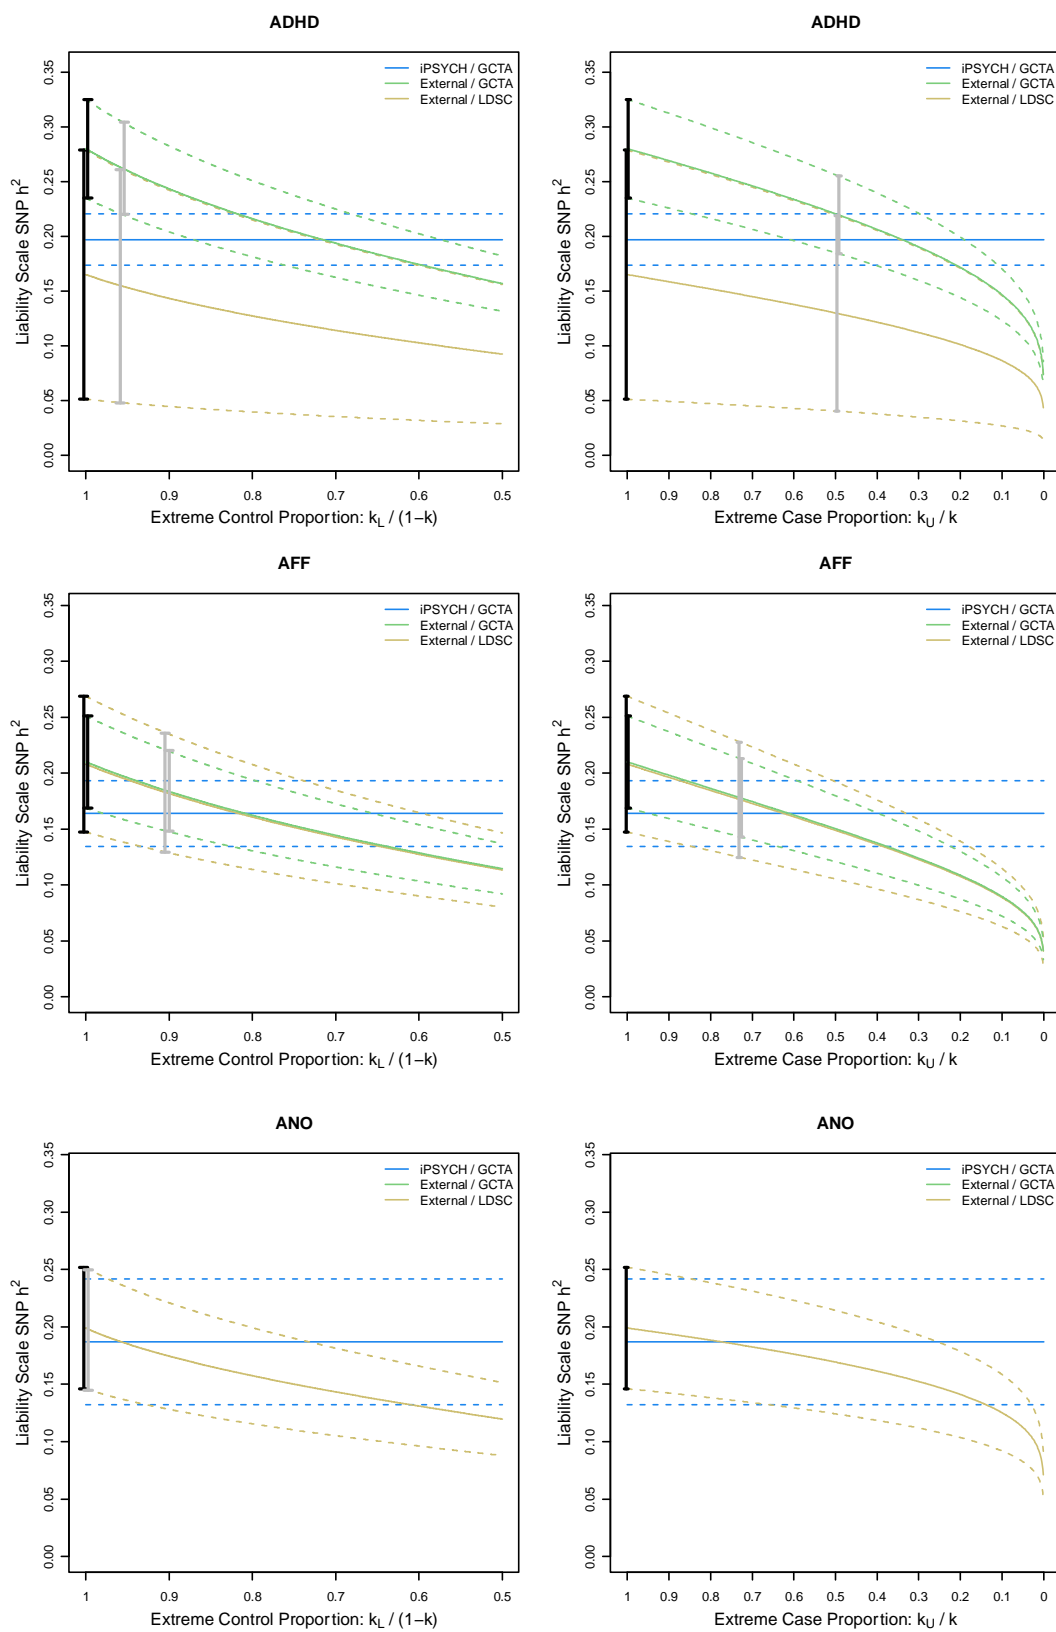 ADHD
iPSYCH / GCTA
External / GCTA
External / LDSC
Liability Scale SNP h²
0.35
0.30
0.25
0.20
0.15
0.10
0.05
0.00
1 0.9 0.8 0.7 0.6 0.5
Extreme Control Proportion: k_L / (1−k)
ADHD
iPSYCH / GCTA
External / GCTA
External / LDSC
Liability Scale SNP h²
0.35
0.30
0.25
0.20
0.15
0.10
0.05
0.00
1 0.9 0.8 0.7 0.6 0.5 0.4 0.3 0.2 0.1 0
Extreme Case Proportion: k_U / k
AFF
iPSYCH / GCTA
External / GCTA
External / LDSC
Liability Scale SNP h²
0.35
0.30
0.25
0.20
0.15
0.10
0.05
0.00
1 0.9 0.8 0.7 0.6 0.5
Extreme Control Proportion: k_L / (1−k)
AFF
iPSYCH / GCTA
External / GCTA
External / LDSC
Liability Scale SNP h²
0.35
0.30
0.25
0.20
0.15
0.10
0.05
0.00
1 0.9 0.8 0.7 0.6 0.5 0.4 0.3 0.2 0.1 0
Extreme Case Proportion: k_U / k
ANO
iPSYCH / GCTA
External / GCTA
External / LDSC
Liability Scale SNP h²
0.35
0.30
0.25
0.20
0.15
0.10
0.05
0.00
1 0.9 0.8 0.7 0.6 0.5
Extreme Control Proportion: k_L / (1−k)
ANO
iPSYCH / GCTA
External / GCTA
External / LDSC
Liability Scale SNP h²
0.35
0.30
0.25
0.20
0.15
0.10
0.05
0.00
1 0.9 0.8 0.7 0.6 0.5 0.4 0.3 0.2 0.1 0
Extreme Case Proportion: k_U / k